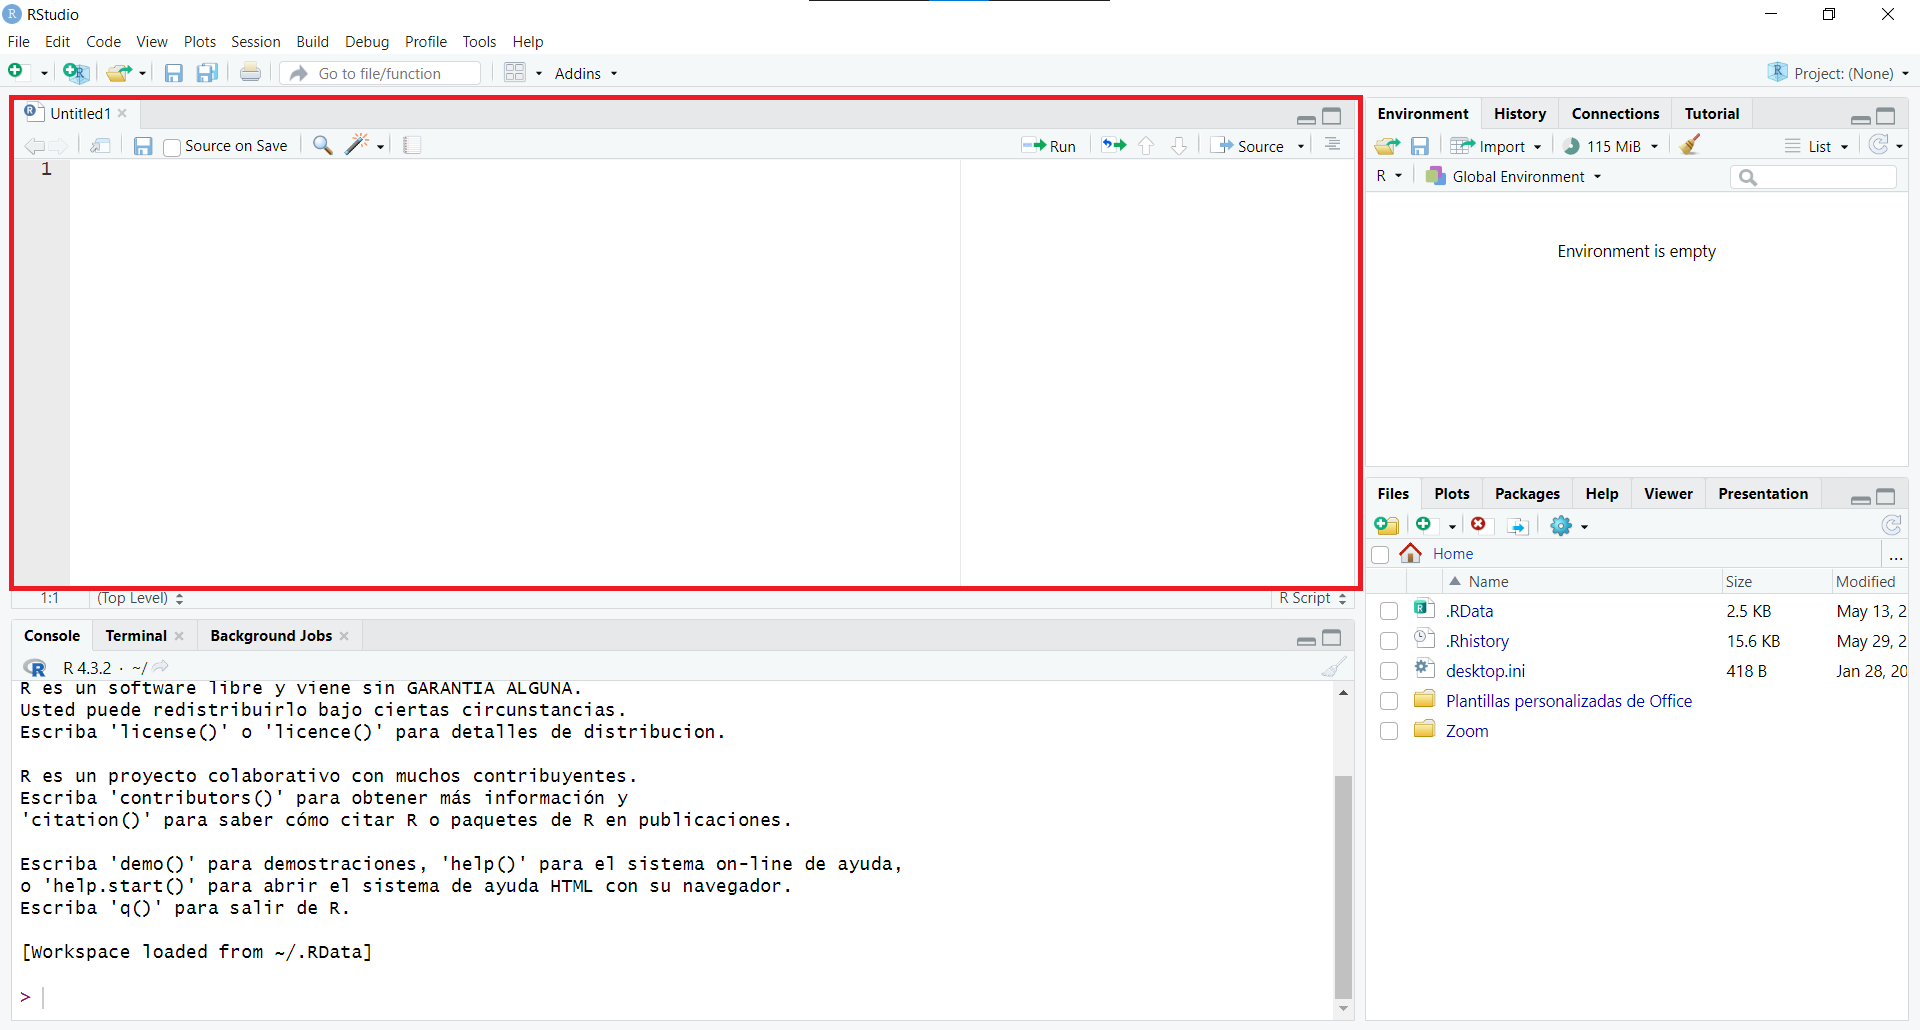 RStudio
File Edit Code View Plots Session Build Debug Profile Tools Help
Go to file/function Addins Project: (None)
Untitled1
Source on Save Run Source
1
1:1 (Top Level) R Script
Console Terminal Background Jobs
R 4.3.2 · ~/
R es un software libre y viene sin GARANTIA ALGUNA.
Usted puede redistribuirlo bajo ciertas circunstancias.
Escriba 'license()' o 'licence()' para detalles de distribucion.
R es un proyecto colaborativo con muchos contribuyentes.
Escriba 'contributors()' para obtener más información y
'citation()' para saber cómo citar R o paquetes de R en publicaciones.
Escriba 'demo()' para demostraciones, 'help()' para el sistema on-line de ayuda,
o 'help.start()' para abrir el sistema de ayuda HTML con su navegador.
Escriba 'q()' para salir de R.
[Workspace loaded from ~/.RData]
>
Environment History Connections Tutorial
Import 115 MiB List
R Global Environment
Environment is empty
Files Plots Packages Help Viewer Presentation
Home ...
Name Size Modified
.RData 2.5 KB May 13, 2
.Rhistory 15.6 KB May 29, 2
desktop.ini 418 B Jan 28, 20
Plantillas personalizadas de Office
Zoom